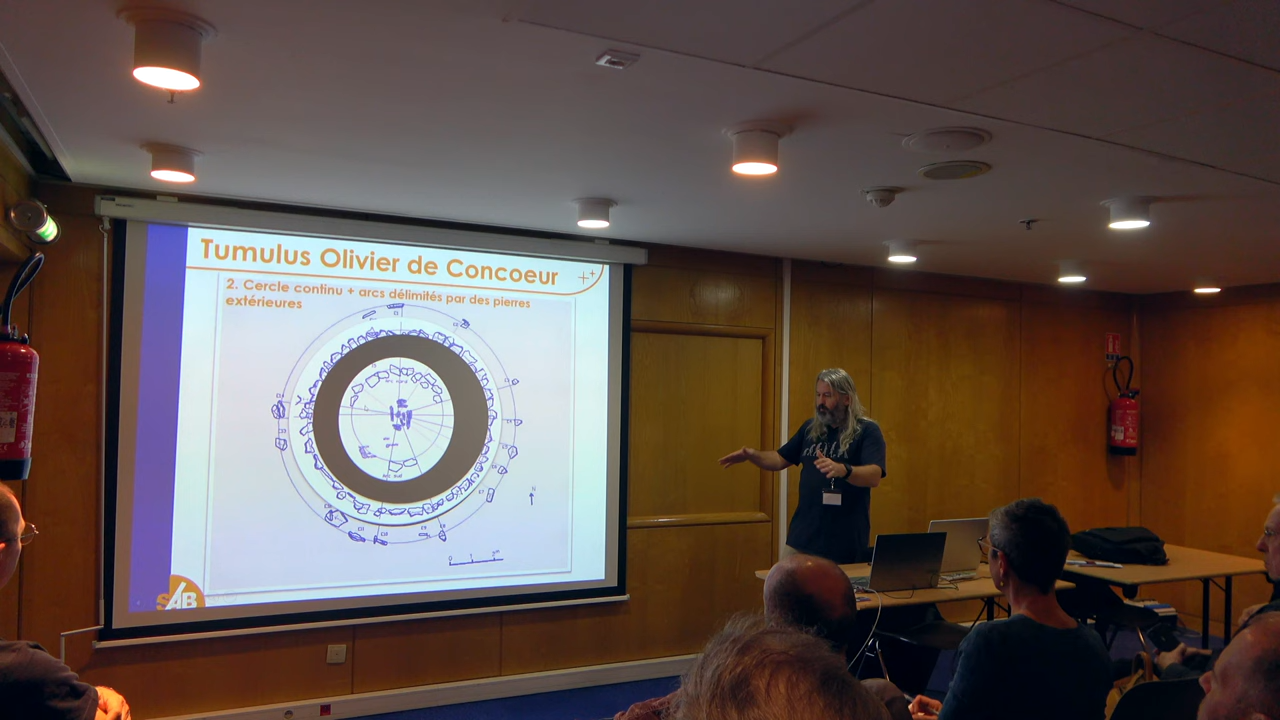 Tumulus Olivier de Concoeur
2. Cercle continu + arcs délimités par des pierres
extérieures
N
SAB